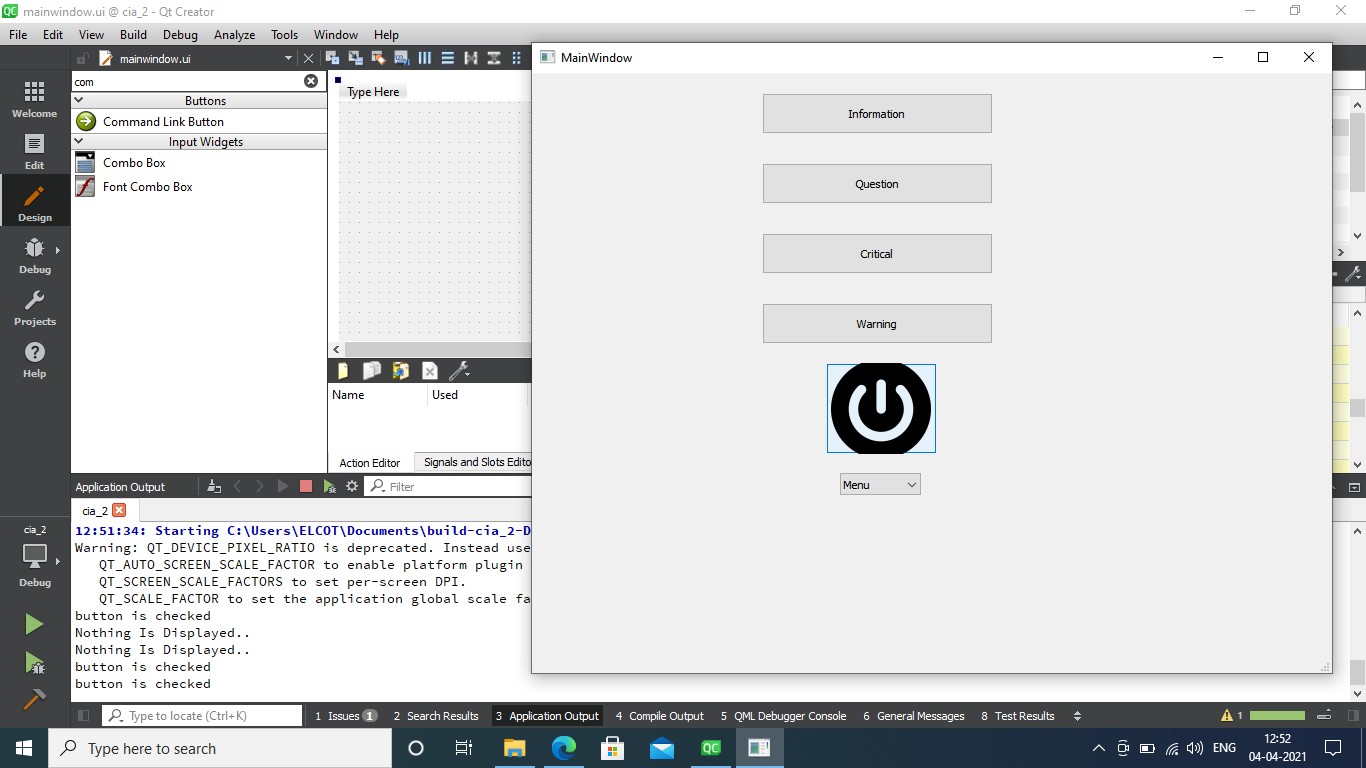 mainwindow.ui @ cia_2 - Qt Creator
File Edit View Build Debug Analyze Tools Window Help
mainwindow.ui
MainWindow
com
Buttons
Command Link Button
Input Widgets
Combo Box
Font Combo Box
Welcome
Edit
Design
Debug
Projects
Help
Type Here
Information
Question
Critical
Warning
Menu
Name Used
Action Editor Signals and Slots Edito
Application Output
Filter
cia_2
12:51:34: Starting C:\Users\ELCOT\Documents\build-cia_2-D
Warning: QT_DEVICE_PIXEL_RATIO is deprecated. Instead use
QT_AUTO_SCREEN_SCALE_FACTOR to enable platform plugin
QT_SCREEN_SCALE_FACTORS to set per-screen DPI.
QT_SCALE_FACTOR to set the application global scale fa
button is checked
Nothing Is Displayed..
Nothing Is Displayed..
button is checked
button is checked
cia_2
Debug
Type to locate (Ctrl+K)
1 Issues 1 2 Search Results 3 Application Output 4 Compile Output 5 QML Debugger Console 6 General Messages 8 Test Results
1
Type here to search
QC
ENG
12:52
04-04-2021